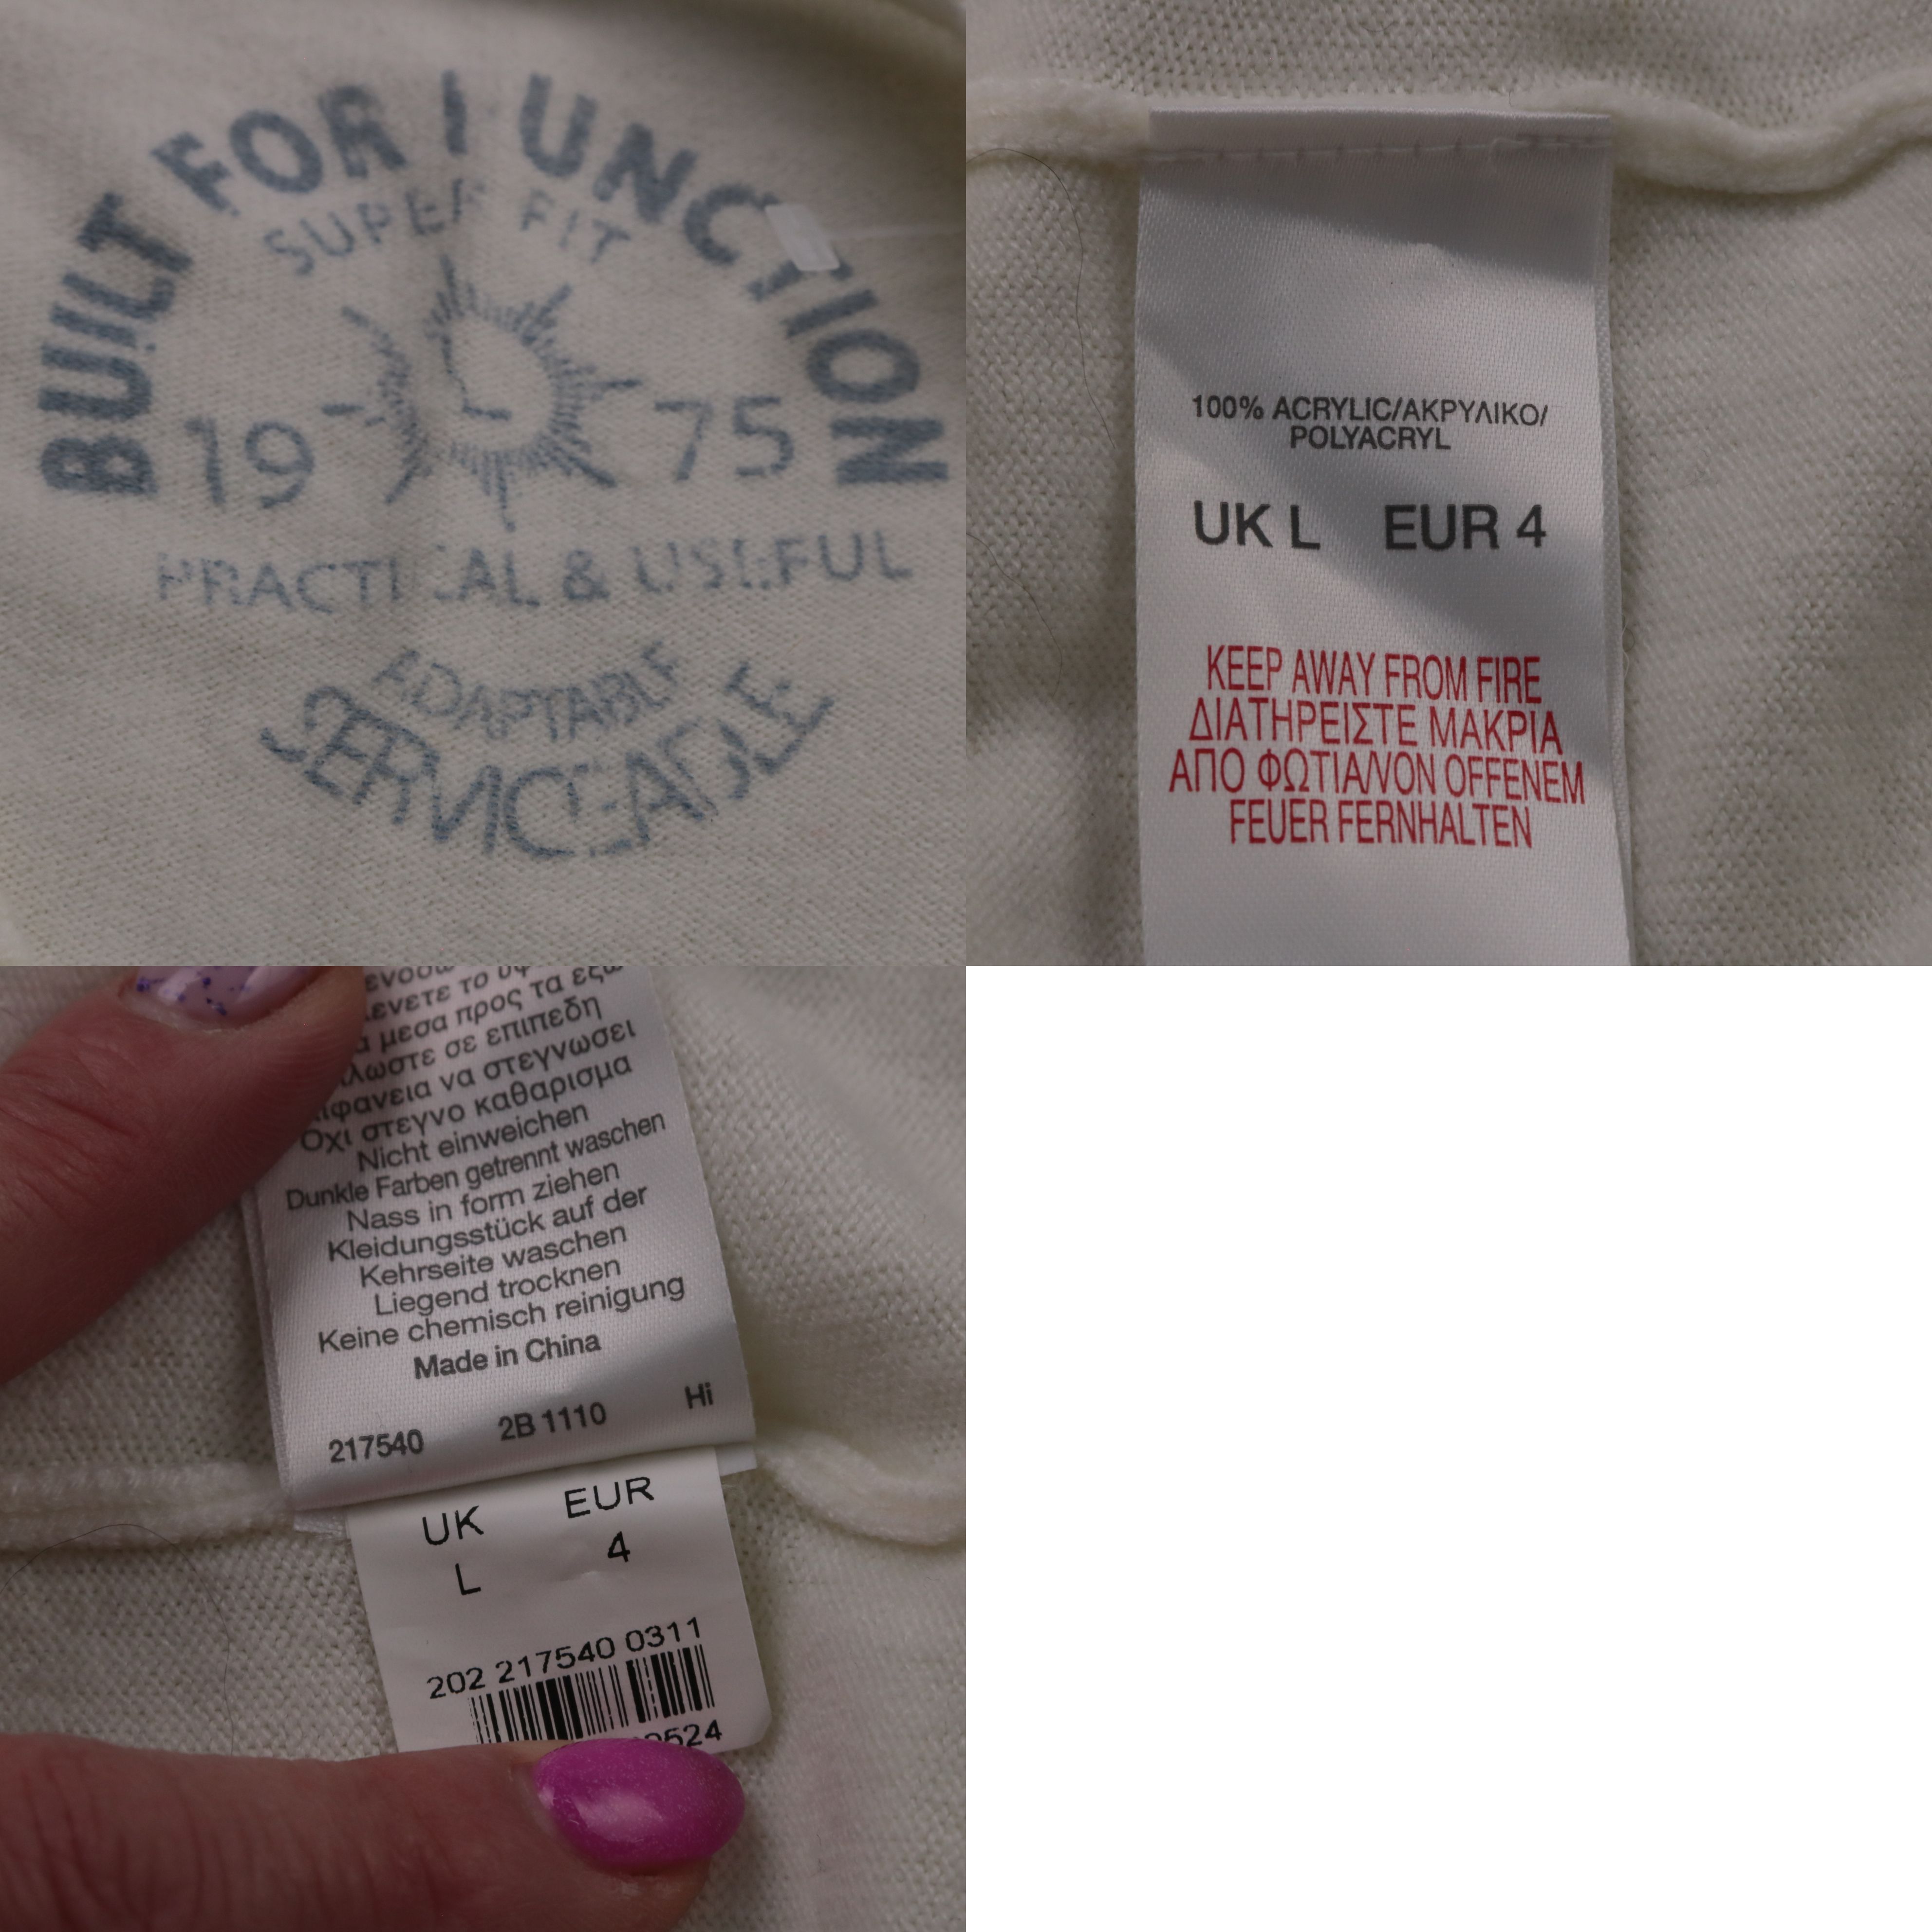 BUILT FOR FUNCTION
SUPER FIT
19 75
PRACTICAL & USEFUL
ADAPTABLE
SERVICEABLE
100% ACRYLIC/ΑΚΡΥΛΙΚΟ/
POLYACRYL
UK L EUR 4
KEEP AWAY FROM FIRE
ΔΙΑΤΗΡΕΙΣΤΕ ΜΑΚΡΙΑ
ΑΠΟ ΦΩΤΙΑ/VON OFFENEM
FEUER FERNHALTEN
το
μεσα προς τα
σε επιπεδη
να στεγνωσει
Οχι στεγνο καθαρισμα
Nicht einweichen
Dunkle Farben getrennt waschen
Nass in form ziehen
Kleidungsstück auf der
Kehrseite waschen
Liegend trocknen
Keine chemisch reinigung
Made in China
217540 2B 1110 Hi
UK EUR
L 4
202 217540 0311